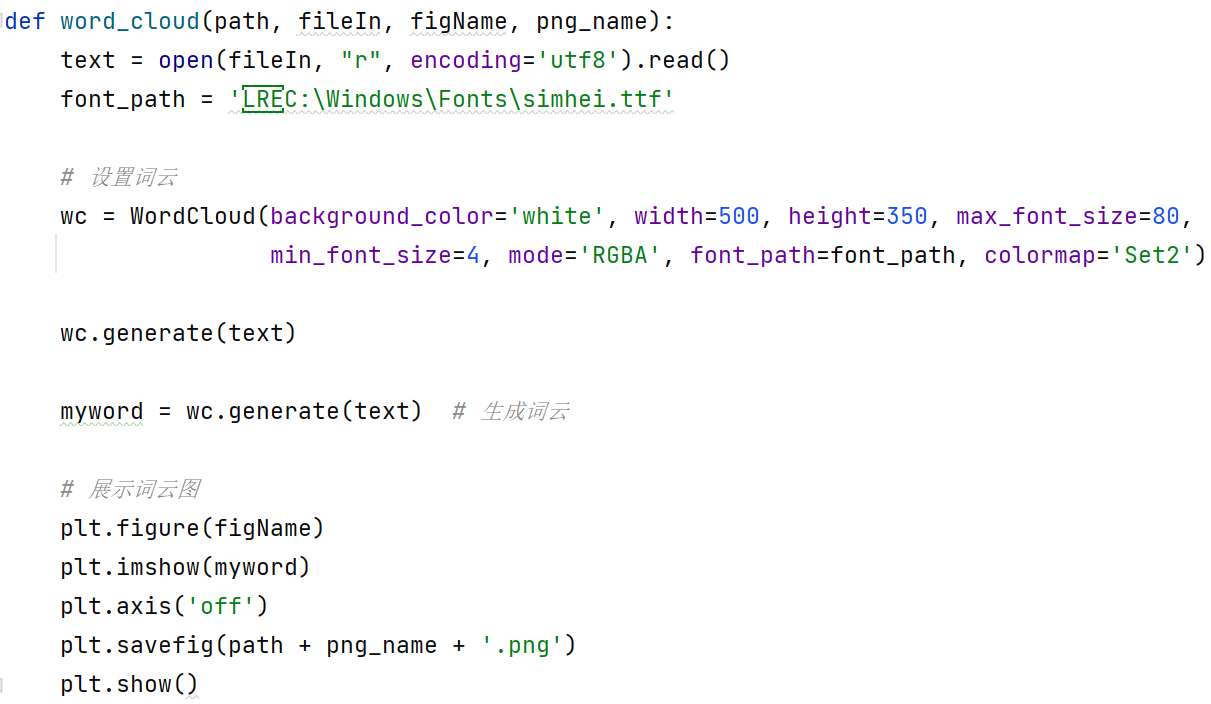 def word_cloud(path, fileIn, figName, png_name):
    text = open(fileIn, "r", encoding='utf8').read()
    font_path = 'LREC:\Windows\Fonts\simhei.ttf'
    # 设置词云
    wc = WordCloud(background_color='white', width=500, height=350, max_font_size=80,
                   min_font_size=4, mode='RGBA', font_path=font_path, colormap='Set2')
    wc.generate(text)
    myword = wc.generate(text)  # 生成词云
    # 展示词云图
    plt.figure(figName)
    plt.imshow(myword)
    plt.axis('off')
    plt.savefig(path + png_name + '.png')
    plt.show()